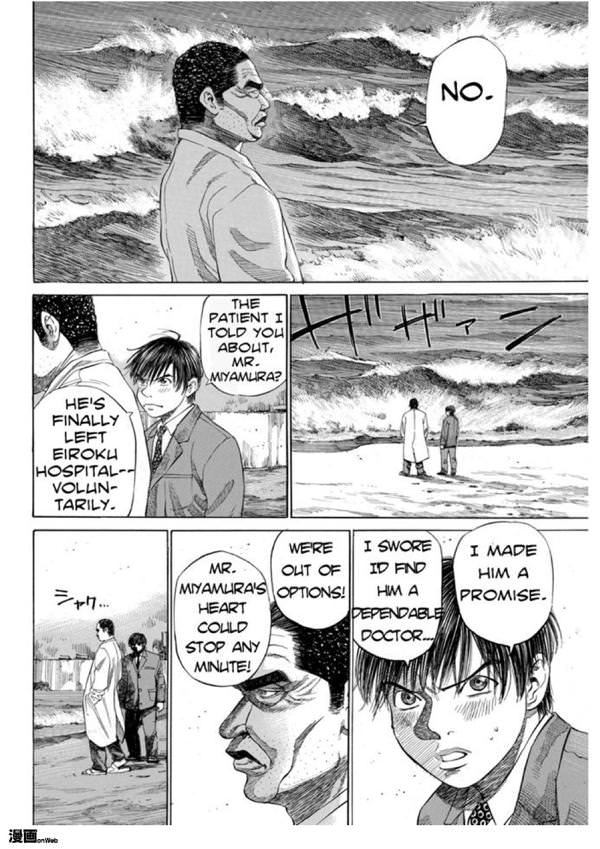 NO.
ザザァン
THE
PATIENT I
TOLD YOU
ABOUT,
MR.
MIYAMURA?
HE'S
FINALLY
LEFT
EIROKU
HOSPITAL--
VOLUN-
TARILY.
I MADE
HIM A
PROMISE.
I SWORE
I'D FIND
HIM A
DEPENDABLE
DOCTOR...
WE'RE
OUT OF
OPTIONS!
MR.
MIYAMURA'S
HEART
COULD
STOP ANY
MINUTE!
シャク...
漫画onWeb